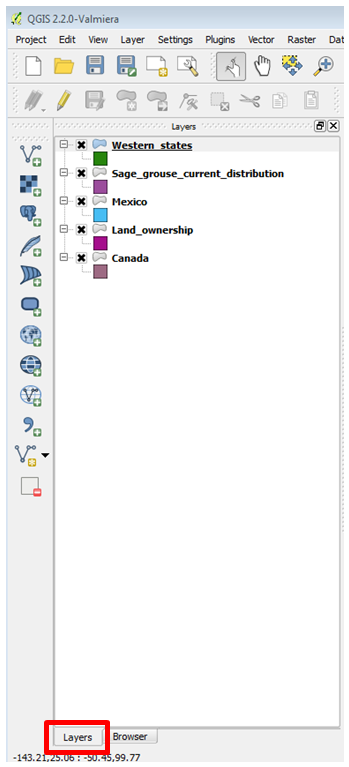 QGIS 2.2.0-Valmiera
Project Edit View Layer Settings Plugins Vector Raster Dat
Layers
Western_states
Sage_grouse_current_distribution
Mexico
Land_ownership
Canada
Layers Browser
-143.21,25.06 : -50.45,99.77